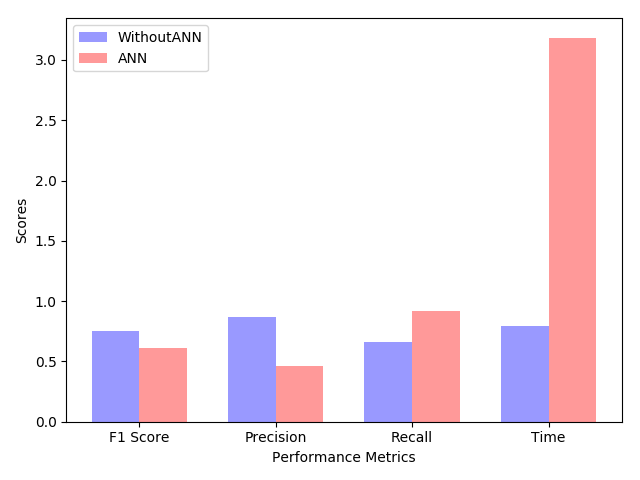 WithoutANN
ANN
3.0
2.5
2.0
1.5
1.0
0.5
0.0
Scores
F1 Score Precision Recall Time
Performance Metrics